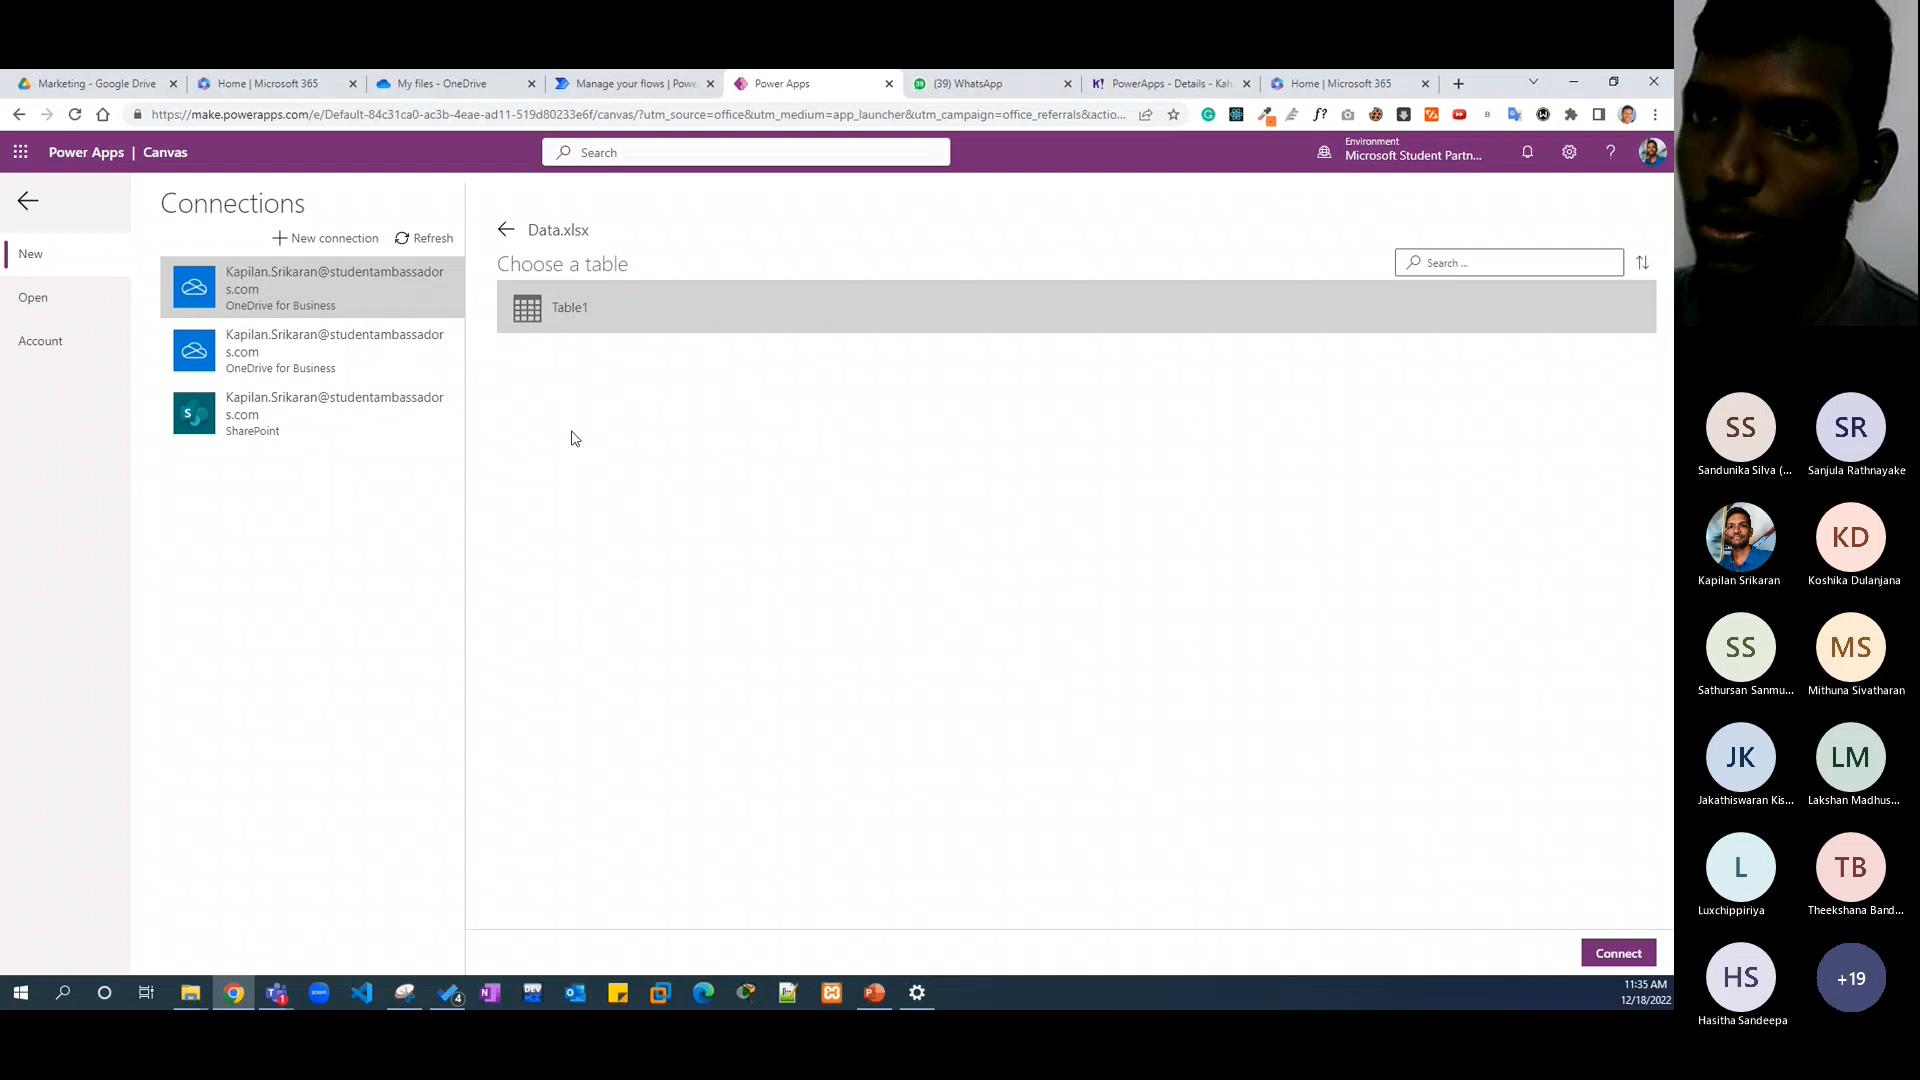 Marketing - Google Drive
Home | Microsoft 365
My files - OneDrive
Manage your flows | Powe
Power Apps
(39) WhatsApp
PowerApps - Details - Kah
Home | Microsoft 365
https://make.powerapps.com/e/Default-84c31ca0-ac3b-4eae-ad11-519d80233e6f/canvas/?utm_source=office&utm_medium=app_launcher&utm_campaign=office_referrals&actio...
Power Apps | Canvas
Search
Environment
Microsoft Student Partn...
New
Open
Account
Connections
New connection
Refresh
Kapilan.Srikaran@studentambassador
s.com
OneDrive for Business
Kapilan.Srikaran@studentambassador
s.com
OneDrive for Business
Kapilan.Srikaran@studentambassador
s.com
SharePoint
Data.xlsx
Choose a table
Search ...
Table1
Connect
11:35 AM
12/18/2022
SS
Sandunika Silva (...
SR
Sanjula Rathnayake
Kapilan Srikaran
KD
Koshika Dulanjana
SS
Sathursan Sanmu...
MS
Mithuna Sivatharan
JK
Jakathiswaran Kis...
LM
Lakshan Madhus...
L
Luxchippiriya
TB
Theekshana Band...
HS
Hasitha Sandeepa
+19